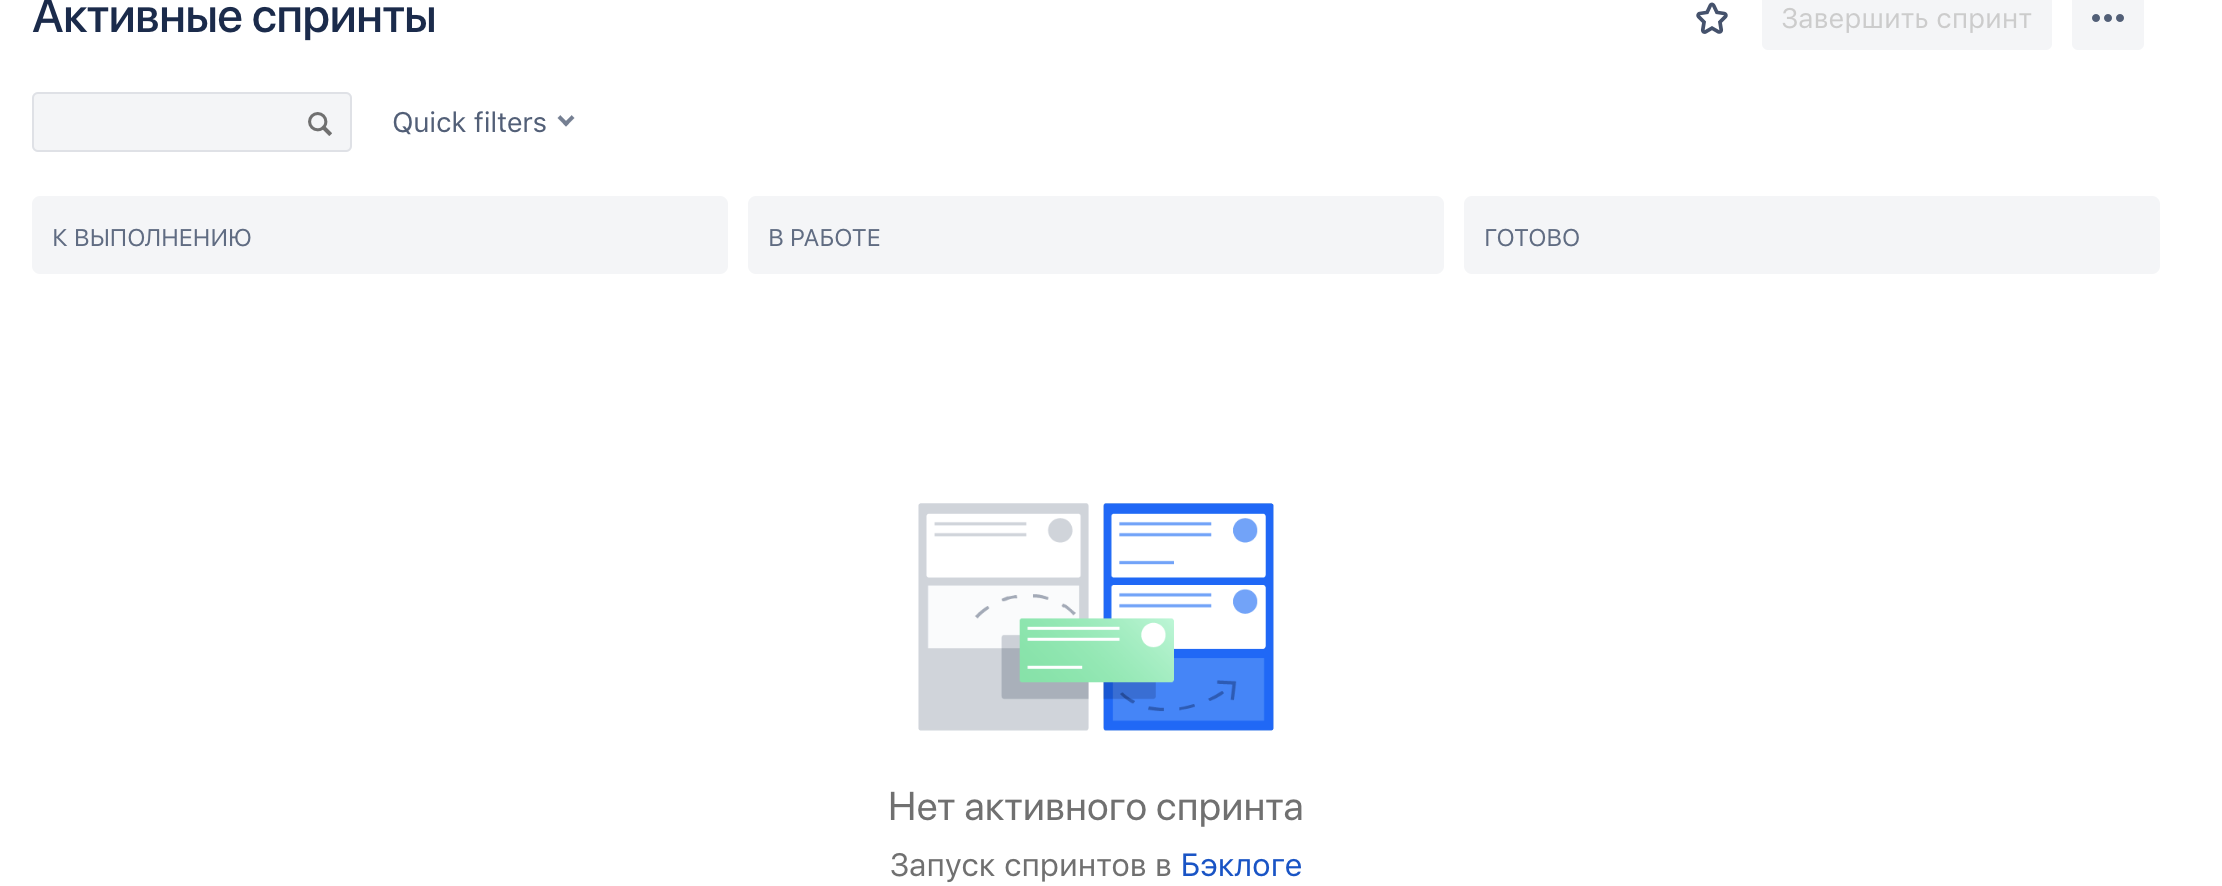 Активные спринты
Завершить спринт
Quick filters
К ВЫПОЛНЕНИЮ
В РАБОТЕ
ГОТОВО
Нет активного спринта
Запуск спринтов в Бэклоге